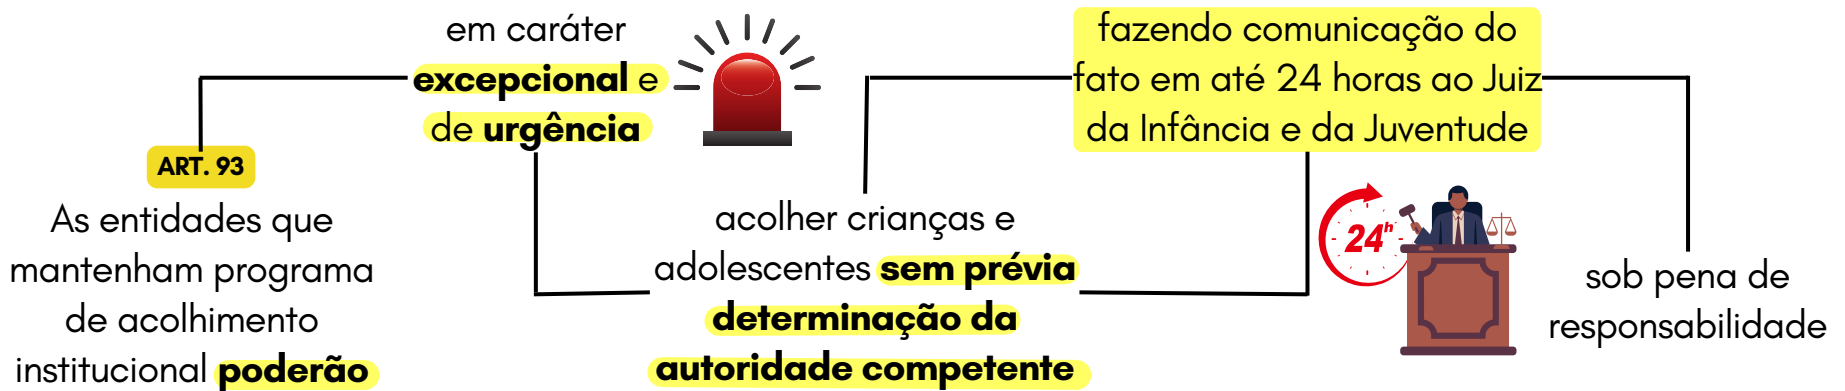 ART. 93
As entidades que
mantenham programa
de acolhimento
institucional poderão
em caráter
excepcional e
de urgência
acolher crianças e
adolescentes sem prévia
determinação da
autoridade competente
fazendo comunicação do
fato em até 24 horas ao Juiz
da Infância e da Juventude
24h
sob pena de
responsabilidade